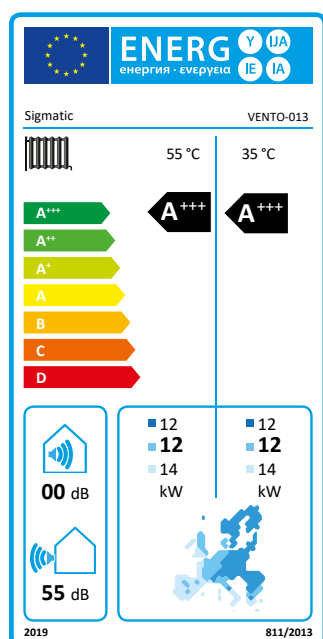 ENERG Y IJA
енергия · ενεργεια IE IA
Sigmatic VENTO-013
55 °C 35 °C
A+++ A+++
A+++
A++
A+
A
B
C
D
00 dB
55 dB
12 12
12 12
14 14
kW kW
2019 811/2013